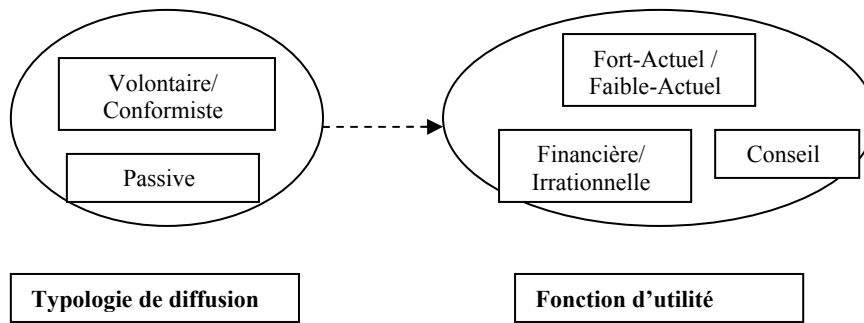 Volontaire/
Conformiste
Passive
Fort-Actuel /
Faible-Actuel
Financière/
Irrationnelle
Conseil
Typologie de diffusion
Fonction d’utilité